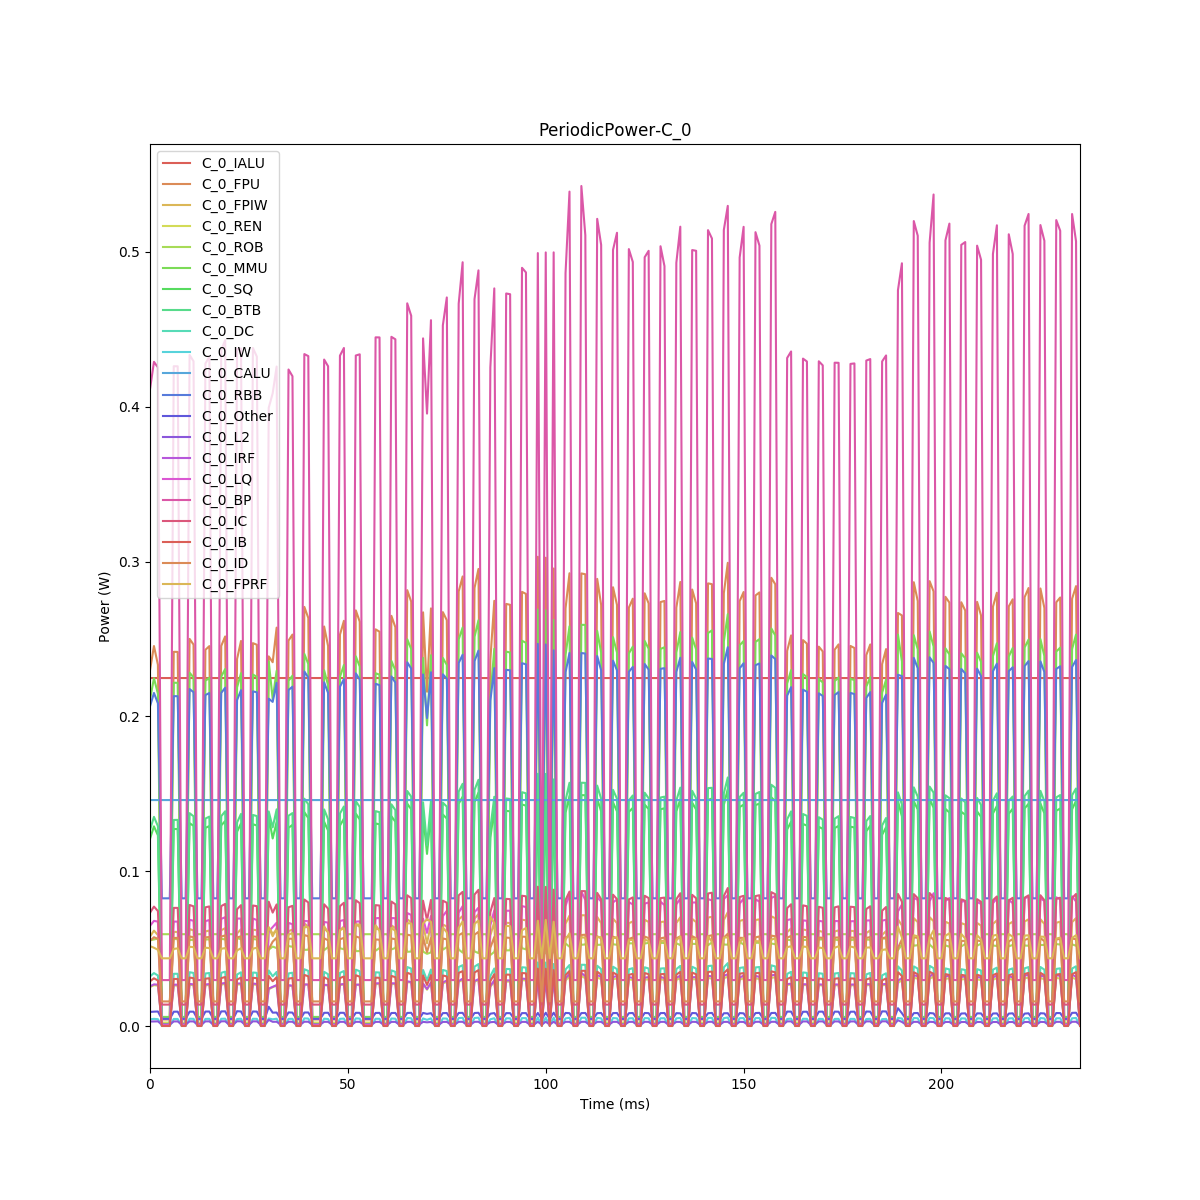 PeriodicPower-C_0
C_0_IALU
C_0_FPU
C_0_FPIW
C_0_REN
C_0_ROB
C_0_MMU
C_0_SQ
C_0_BTB
C_0_DC
C_0_IW
C_0_CALU
C_0_RBB
C_0_Other
C_0_L2
C_0_IRF
C_0_LQ
C_0_BP
C_0_IC
C_0_IB
C_0_ID
C_0_FPRF
Power (W)
0.5
0.4
0.3
0.2
0.1
0.0
0 50 100 150 200
Time (ms)